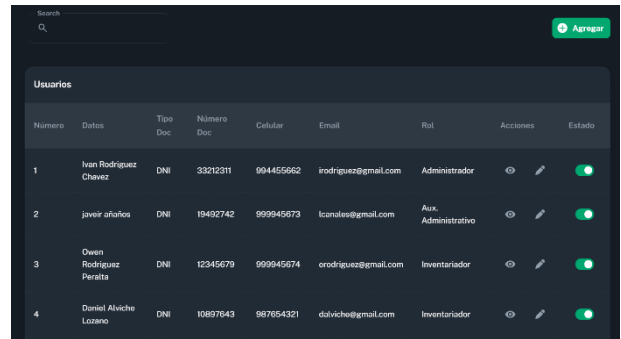 Search
Agregar
Usuarios
Número Datos Tipo Doc Número Doc Celular Email Rol Acciones Estado
1 Ivan Rodriguez Chavez DNI 33212311 994455662 irodriguez@gmail.com Administrador
2 javeir añaños DNI 19492742 999945673 lcanales@gmail.com Aux. Administrativo
3 Owen Rodriguez Peralta DNI 12345679 999945674 orodriguez@gmail.com Inventariador
4 Daniel Alviche Lozano DNI 10897643 987654321 dalviche@gmail.com Inventariador